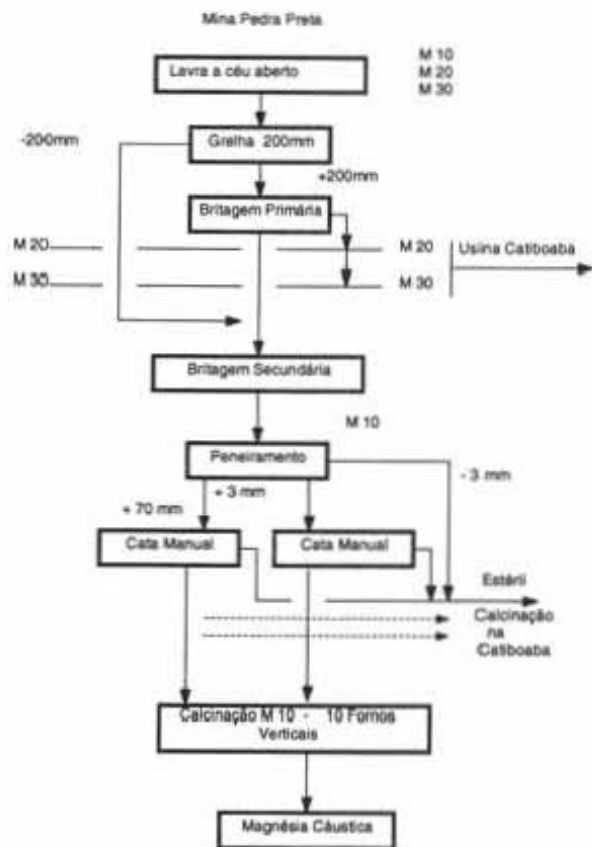 Mina Pedra Preta
M 10
M 20
M 30
Lavra a céu aberto
-200mm
Grelha 200mm
+200mm
Britagem Primária
M 20
M 20
Usina Catiboaba
M 30
M 30
Britagem Secundária
M 10
Peneiramento
- 3 mm
+ 3 mm
+ 70 mm
Cata Manual
Cata Manual
Estéril
Calcinação
na
Catiboaba
Calcinação M 10 - 10 Fornos
Verticais
Magnésia Cáustica